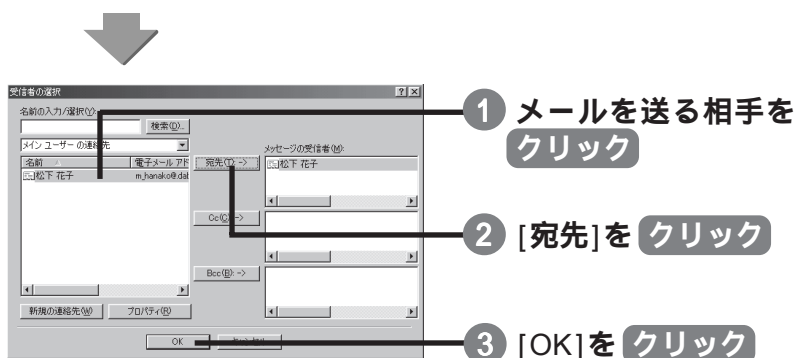 受信者の選択
名前の入力/選択(Y):
検索(D)...
メイン ユーザー の連絡先
メッセージの受信者(M):
名前
電子メール アド
宛先(T): ->
松下 花子
m_hanako@.dal
松下 花子
Cc(C): ->
Bcc(B): ->
新規の連絡先(W)
プロパティ(R)
OK
1 メールを送る相手を
クリック
2 [宛先]を クリック
3 [OK]を クリック